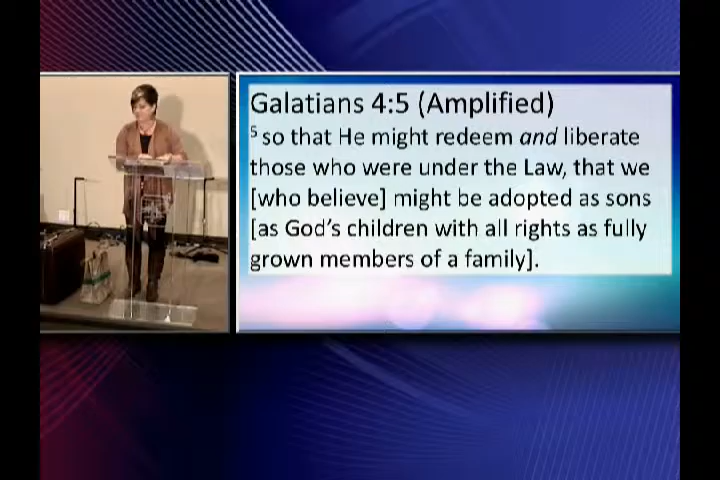 Galatians 4:5 (Amplified)
⁵ so that He might redeem and liberate
those who were under the Law, that we
[who believe] might be adopted as sons
[as God's children with all rights as fully
grown members of a family].